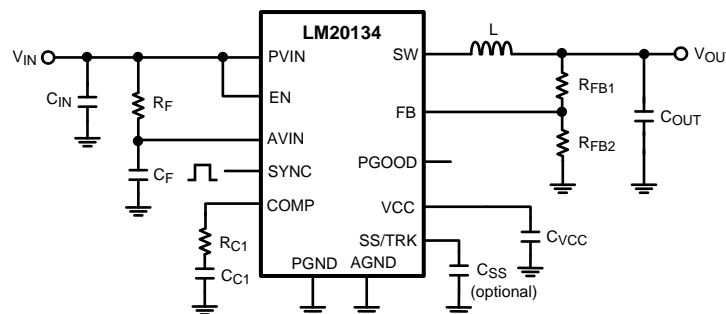 LM20134
VIN
PVIN
SW
L
VOUT
EN
CIN
RF
RFB1
FB
COUT
AVIN
RFB2
CF
SYNC
PGOOD
COMP
VCC
RC1
SS/TRK
CVCC
CC1
PGND
AGND
CSS
(optional)